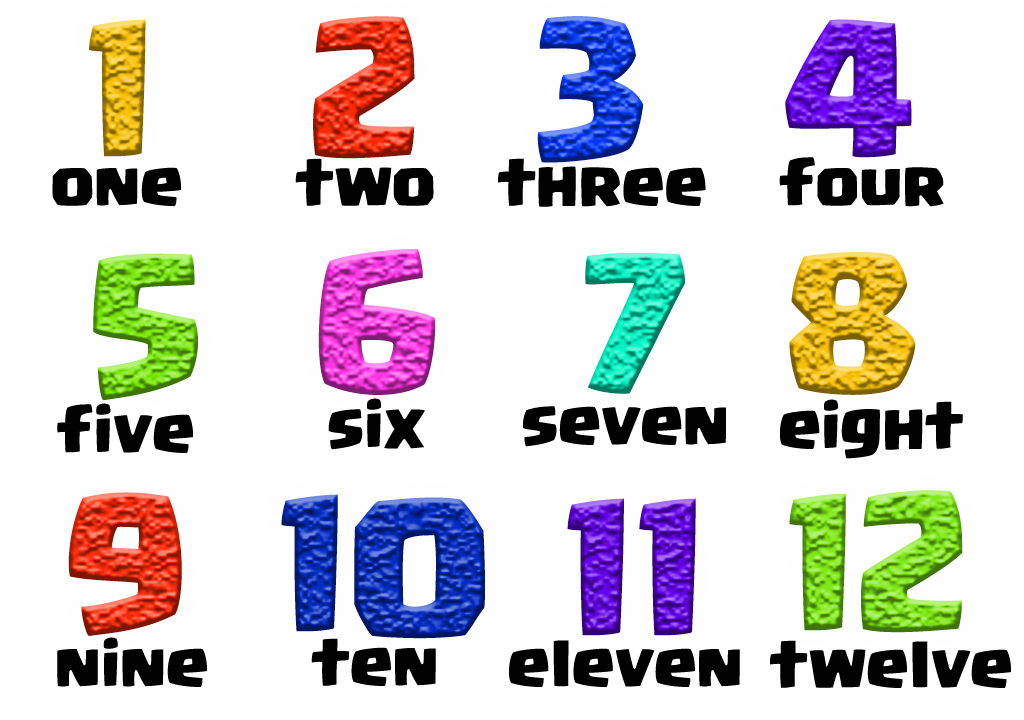 1 2 3 4
one two three four
5 6 7 8
five six seven eight
9 10 11 12
nine ten eleven twelve